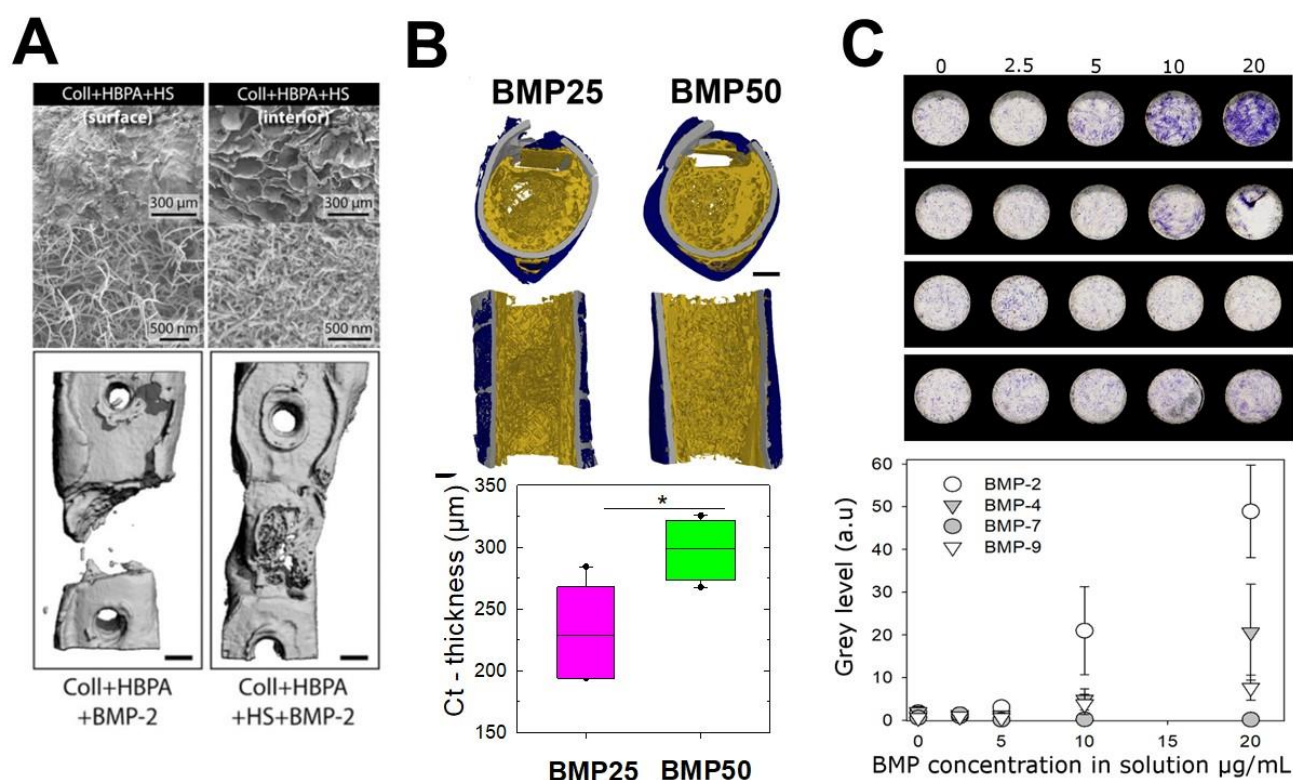 A
Coll+HBPA+HS
(surface)
Coll+HBPA+HS
(interior)
300 µm
300 µm
500 nm
500 nm
Coll+HBPA
+BMP-2
Coll+HBPA
+HS+BMP-2
B
BMP25
BMP50
Ct - thickness (µm)
350
300
250
200
150
*
BMP25
BMP50
C
0 2.5 5 10 20
Grey level (a.u)
60
50
40
30
20
10
0
BMP-2
BMP-4
BMP-7
BMP-9
0 5 10 15 20
BMP concentration in solution µg/mL